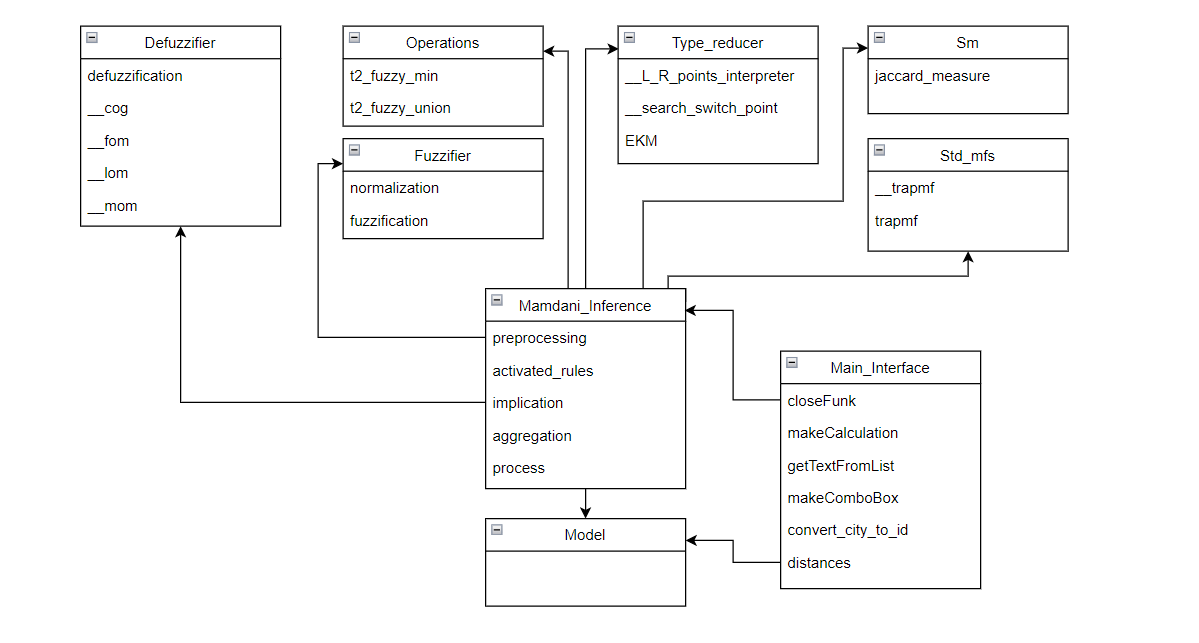 Defuzzifier
defuzzification
__cog
__fom
__lom
__mom
Operations
t2_fuzzy_min
t2_fuzzy_union
Fuzzifier
normalization
fuzzification
Type_reducer
__L_R_points_interpreter
__search_switch_point
EKM
Sm
jaccard_measure
Std_mfs
__trapmf
trapmf
Mamdani_Inference
preprocessing
activated_rules
implication
aggregation
process
Main_Interface
closeFunk
makeCalculation
getTextFromList
makeComboBox
convert_city_to_id
distances
Model